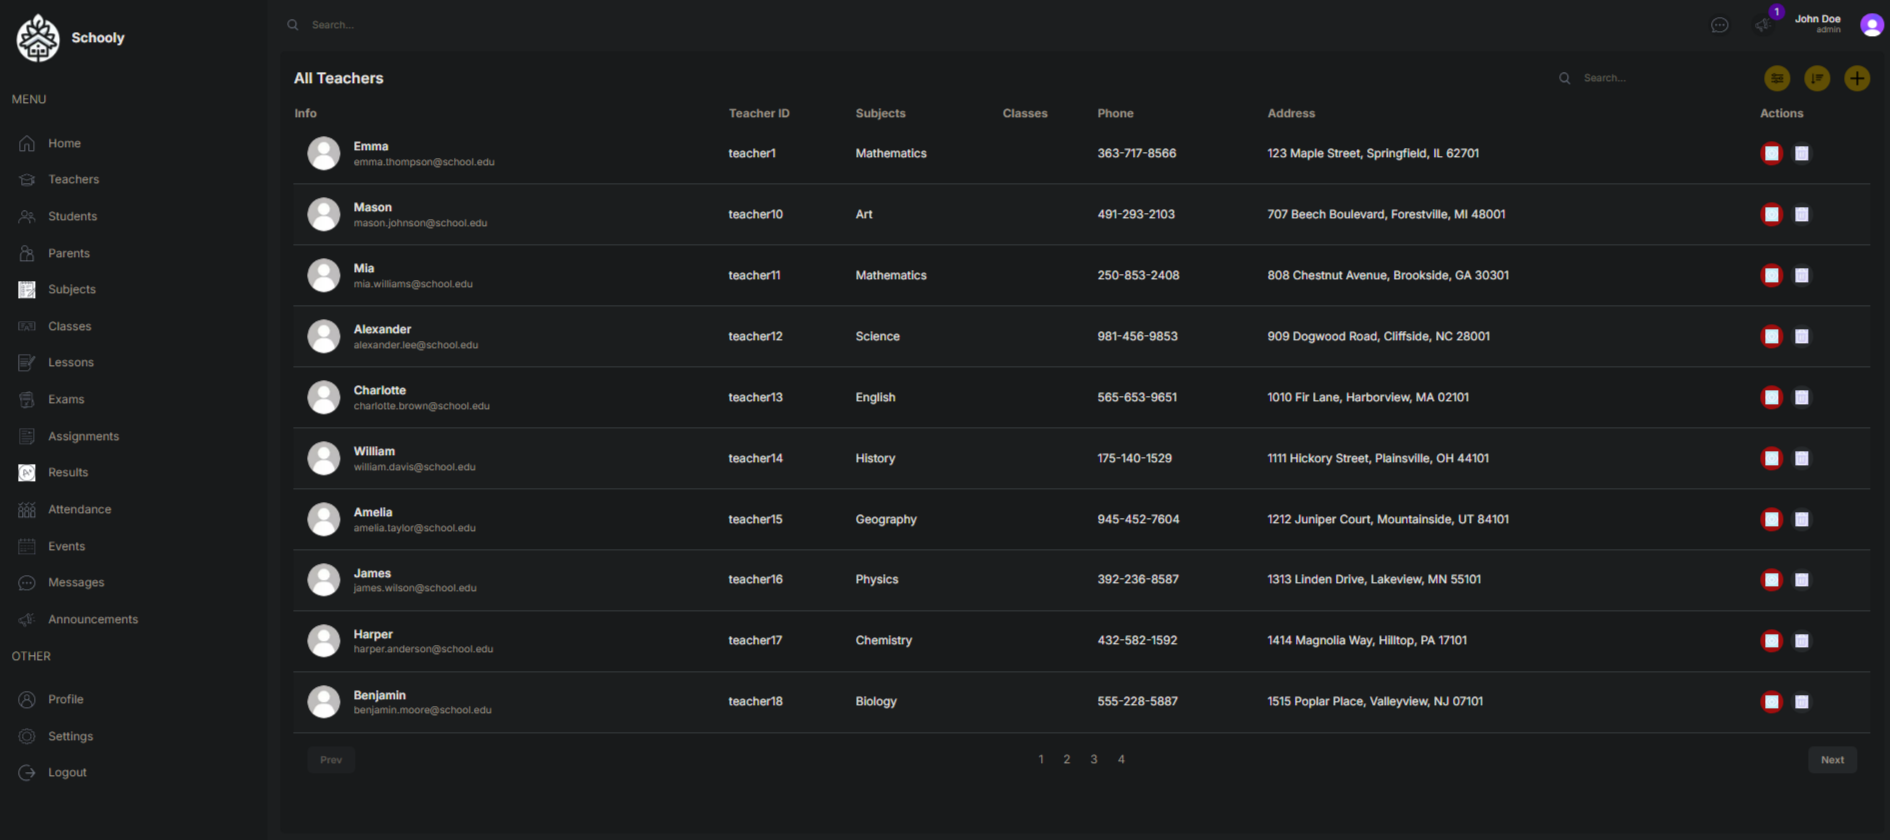 Schooly
Search...
1
John Doe
admin
MENU
Home
Teachers
Students
Parents
Subjects
Classes
Lessons
Exams
Assignments
Results
Attendance
Events
Messages
Announcements
OTHER
Profile
Settings
Logout
All Teachers
Search...
Info Teacher ID Subjects Classes Phone Address Actions
Emma
emma.thompson@school.edu
teacher1 Mathematics 363-717-8566 123 Maple Street, Springfield, IL 62701
Mason
mason.johnson@school.edu
teacher10 Art 491-293-2103 707 Beech Boulevard, Forestville, MI 48001
Mia
mia.williams@school.edu
teacher11 Mathematics 250-853-2408 808 Chestnut Avenue, Brookside, GA 30301
Alexander
alexander.lee@school.edu
teacher12 Science 981-456-9853 909 Dogwood Road, Cliffside, NC 28001
Charlotte
charlotte.brown@school.edu
teacher13 English 565-653-9651 1010 Fir Lane, Harborview, MA 02101
William
william.davis@school.edu
teacher14 History 175-140-1529 1111 Hickory Street, Plainsville, OH 44101
Amelia
amelia.taylor@school.edu
teacher15 Geography 945-452-7604 1212 Juniper Court, Mountainside, UT 84101
James
james.wilson@school.edu
teacher16 Physics 392-236-8587 1313 Linden Drive, Lakeview, MN 55101
Harper
harper.anderson@school.edu
teacher17 Chemistry 432-582-1592 1414 Magnolia Way, Hilltop, PA 17101
Benjamin
benjamin.moore@school.edu
teacher18 Biology 555-228-5887 1515 Poplar Place, Valleyview, NJ 07101
Prev 1 2 3 4 Next